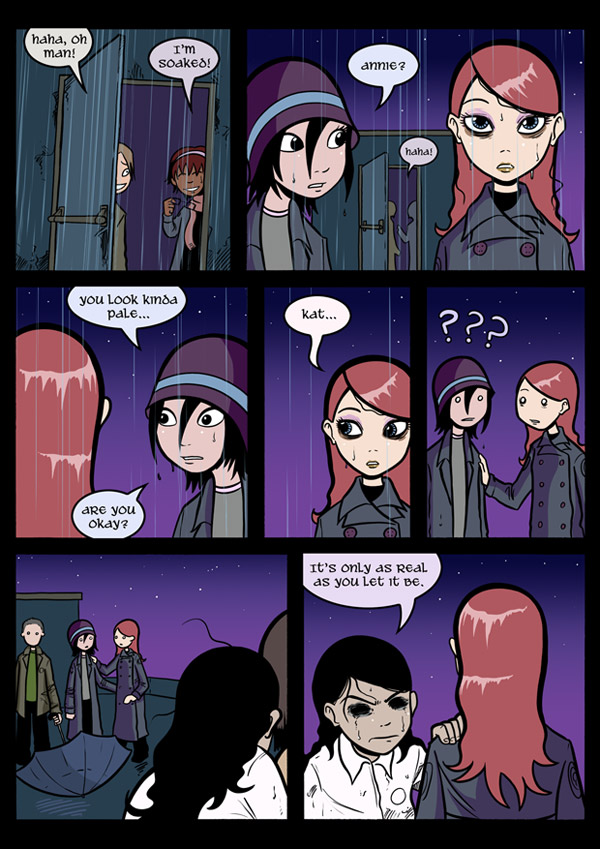 haha, oh
man!
I'm
soaked!
annie?
haha!
you look kinda
pale...
are you
okay?
kat...
???
It's only as real
as you let it be.